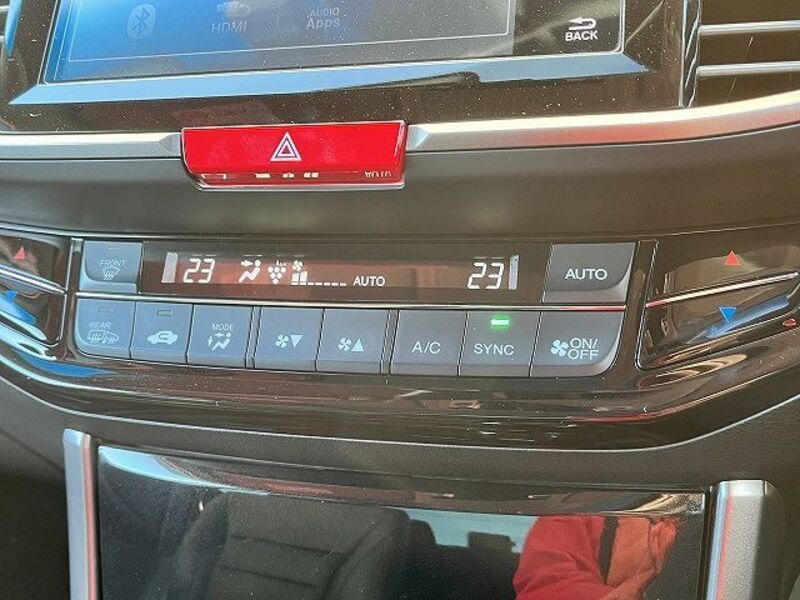 HDMI
AUDIO
Apps
BACK
FRONT
23 AUTO 23
AUTO
REAR
MODE
A/C
SYNC
ON/
OFF